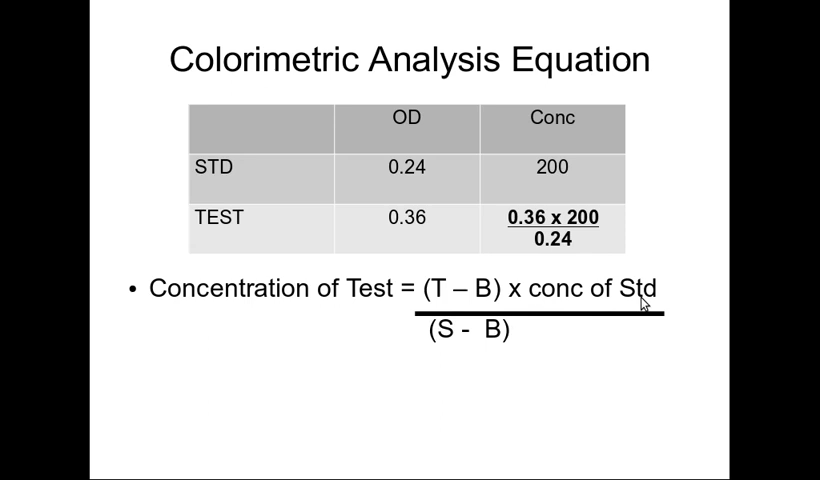 Colorimetric Analysis Equation
OD Conc
STD 0.24 200
TEST 0.36 0.36 x 200
0.24
• Concentration of Test = (T – B) x conc of Std
(S - B)